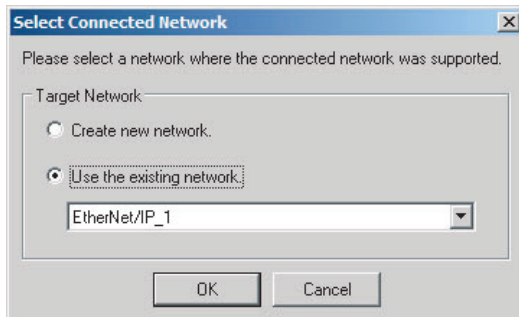 Select Connected Network
Please select a network where the connected network was supported.
Target Network
Create new network.
Use the existing network.
EtherNet/IP_1
OK Cancel